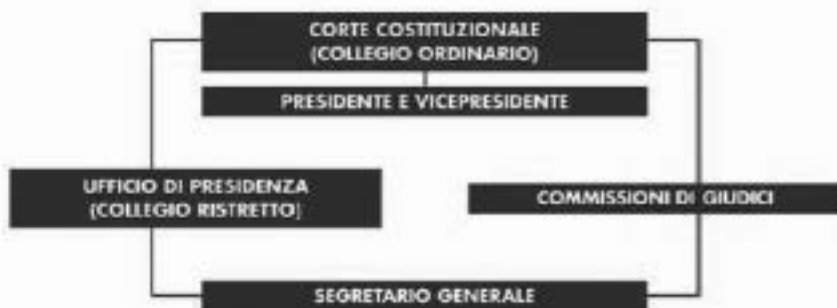 CORTE COSTITUZIONALE
(COLLEGIO ORDINARIO)
PRESIDENTE E VICEPRESIDENTE
UFFICIO DI PRESIDENZA
(COLLEGIO RISTRETTO)
COMMISSIONI DI GIUDICI
SEGRETARIO GENERALE